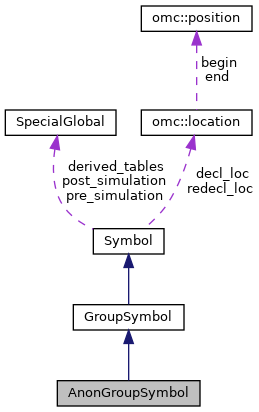 omc::position
begin
end
SpecialGlobal
omc::location
derived_tables
post_simulation
pre_simulation
decl_loc
redecl_loc
Symbol
GroupSymbol
AnonGroupSymbol